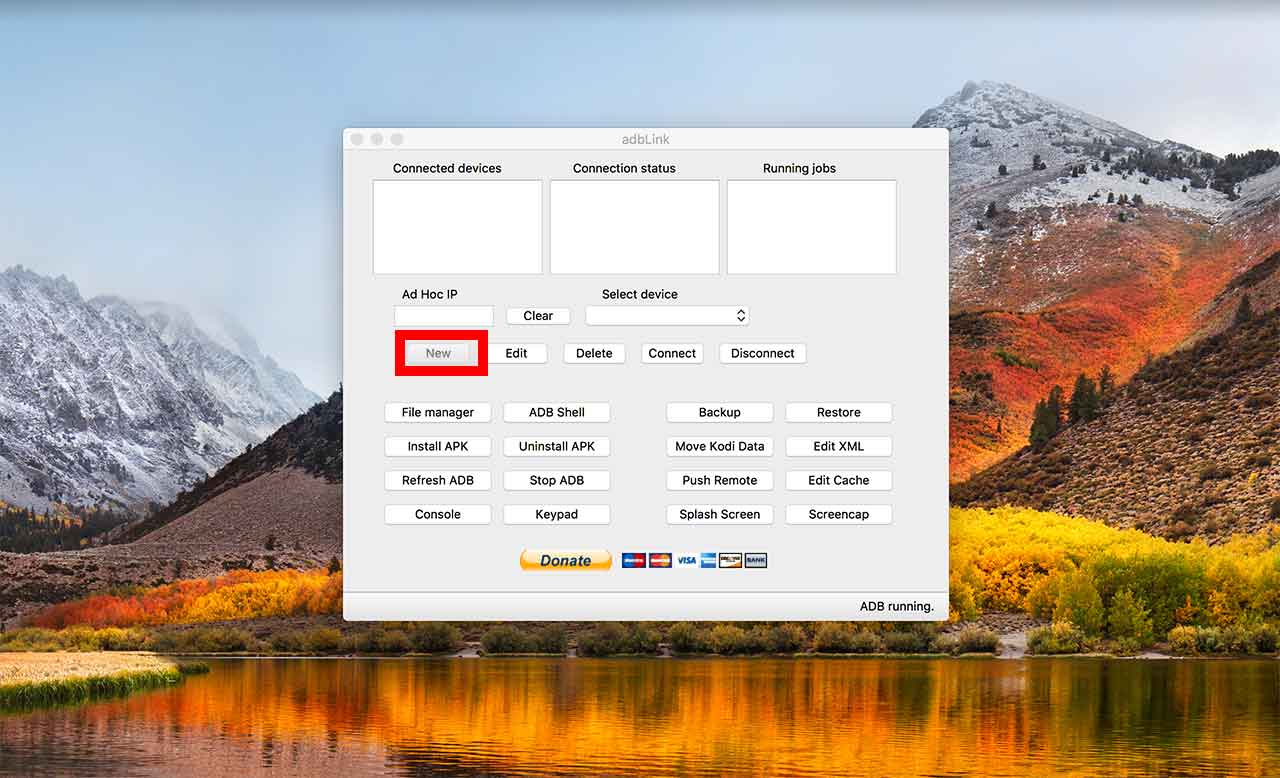 adbLink
Connected devices Connection status Running jobs
Ad Hoc IP Select device
Clear
New Edit Delete Connect Disconnect
File manager ADB Shell Backup Restore
Install APK Uninstall APK Move Kodi Data Edit XML
Refresh ADB Stop ADB Push Remote Edit Cache
Console Keypad Splash Screen Screencap
Donate VISA BANK
ADB running.